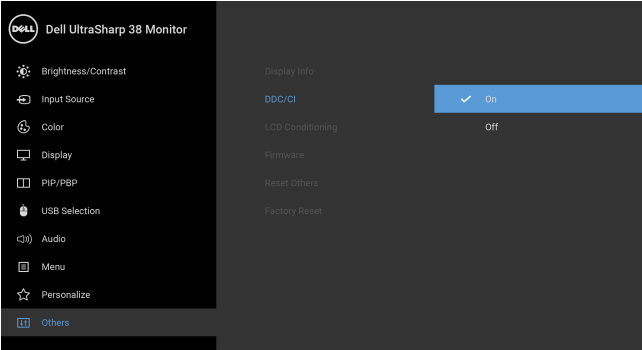 DELL
Dell UltraSharp 38 Monitor
Brightness/Contrast
Input Source
Color
Display
PIP/PBP
USB Selection
Audio
Menu
Personalize
Others
Display Info
DDC/CI
LCD Conditioning
Firmware
Reset Others
Factory Reset
On
Off